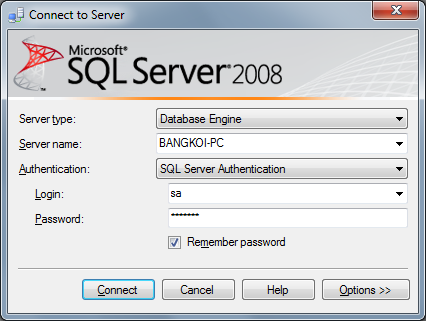 Connect to Server
Microsoft®
SQL Server® 2008
Server type: Database Engine
Server name: BANGKOI-PC
Authentication: SQL Server Authentication
Login: sa
Password: *******
Remember password
Connect Cancel Help Options >>